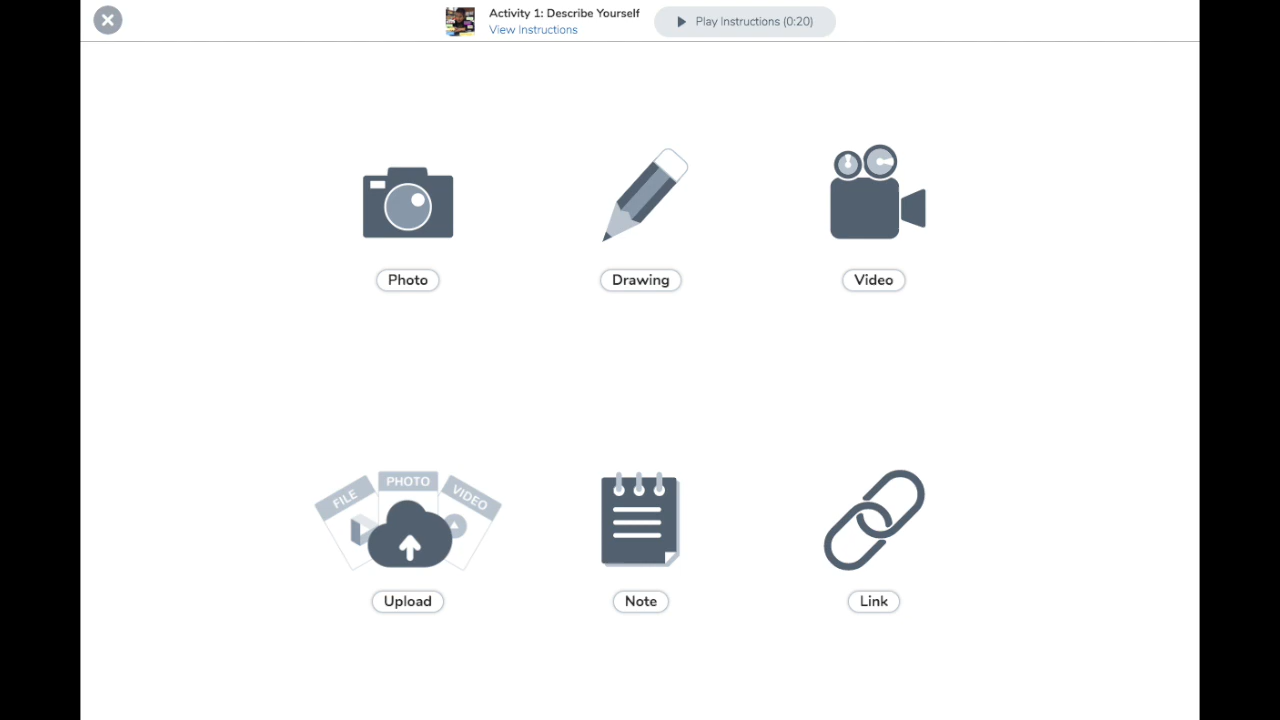 Activity 1: Describe Yourself
View Instructions
Play Instructions (0:20)
Photo
Drawing
Video
FILE
PHOTO
VIDEO
Upload
Note
Link